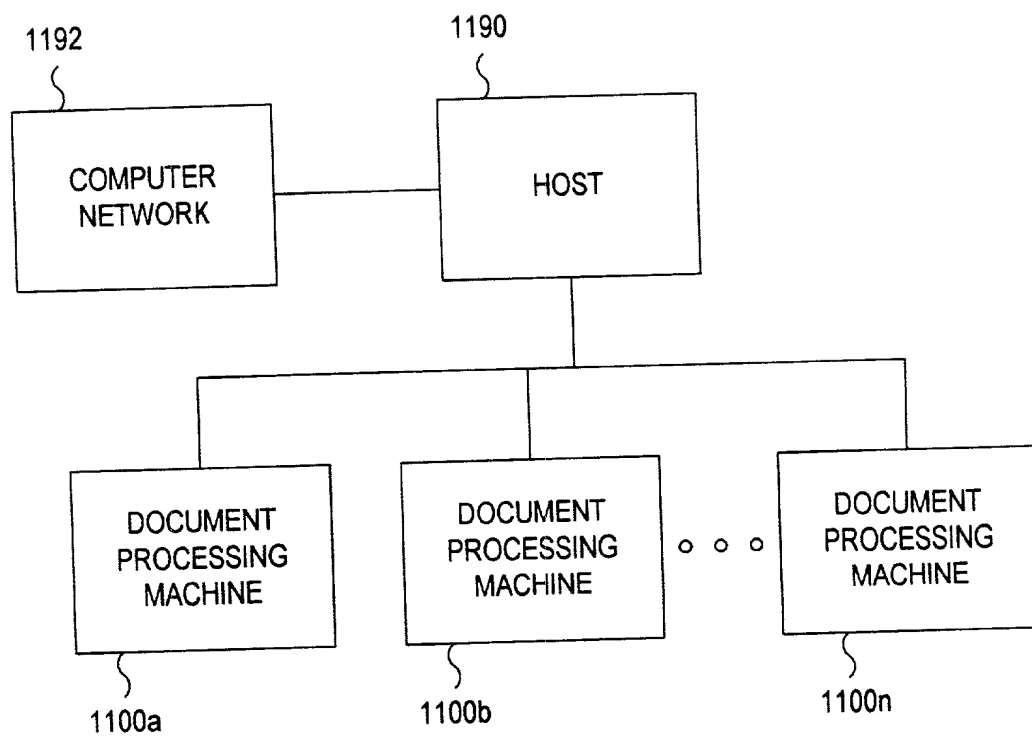 1192
1190
COMPUTER
NETWORK
HOST
DOCUMENT
PROCESSING
MACHINE
DOCUMENT
PROCESSING
MACHINE
DOCUMENT
PROCESSING
MACHINE
1100a
1100b
1100n